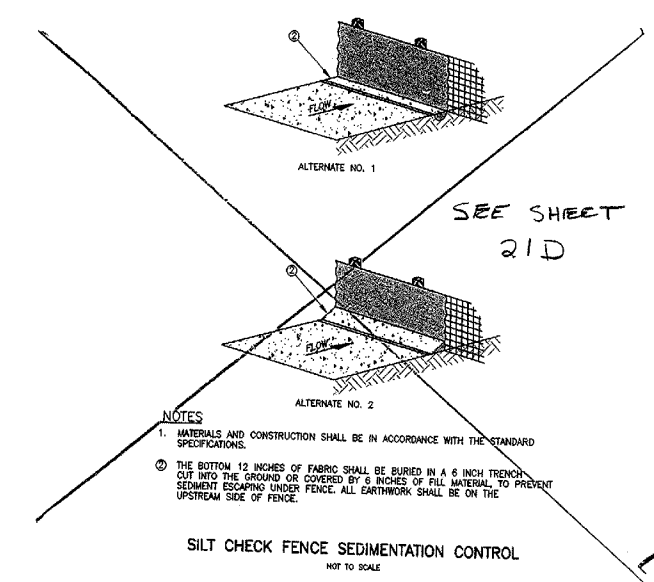 ②
FLOW
ALTERNATE NO. 1
SEE SHEET
21D
②
FLOW
ALTERNATE NO. 2
NOTES
1. MATERIALS AND CONSTRUCTION SHALL BE IN ACCORDANCE WITH THE STANDARD
SPECIFICATIONS.
② THE BOTTOM 12 INCHES OF FABRIC SHALL BE BURIED IN A 6 INCH TRENCH
CUT INTO THE GROUND OR COVERED BY 6 INCHES OF FILL MATERIAL, TO PREVENT
SEDIMENT ESCAPING UNDER FENCE. ALL EARTHWORK SHALL BE ON THE
UPSTREAM SIDE OF FENCE.
SILT CHECK FENCE SEDIMENTATION CONTROL
NOT TO SCALE